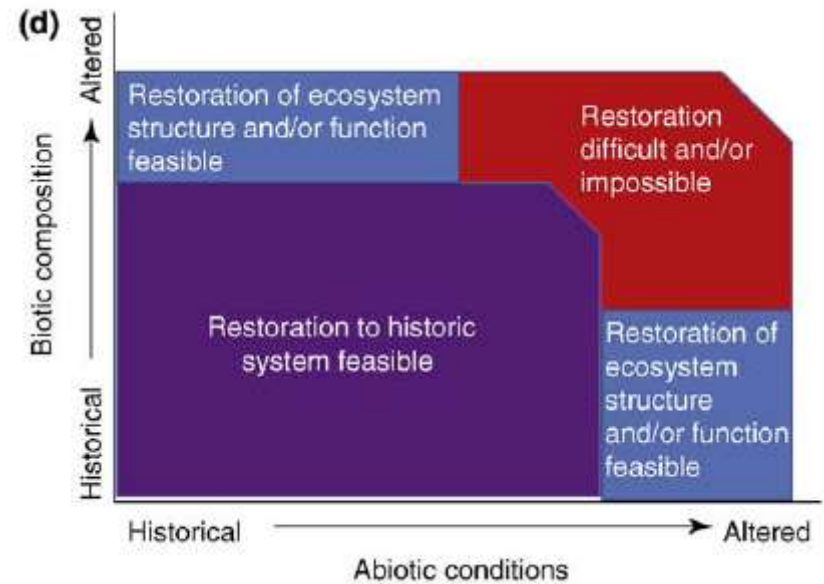 (d)
Altered
Biotic composition
Historical
Restoration of ecosystem
structure and/or function
feasible
Restoration
difficult and/or
impossible
Restoration to historic
system feasible
Restoration of
ecosystem
structure
and/or function
feasible
Historical
Altered
Abiotic conditions